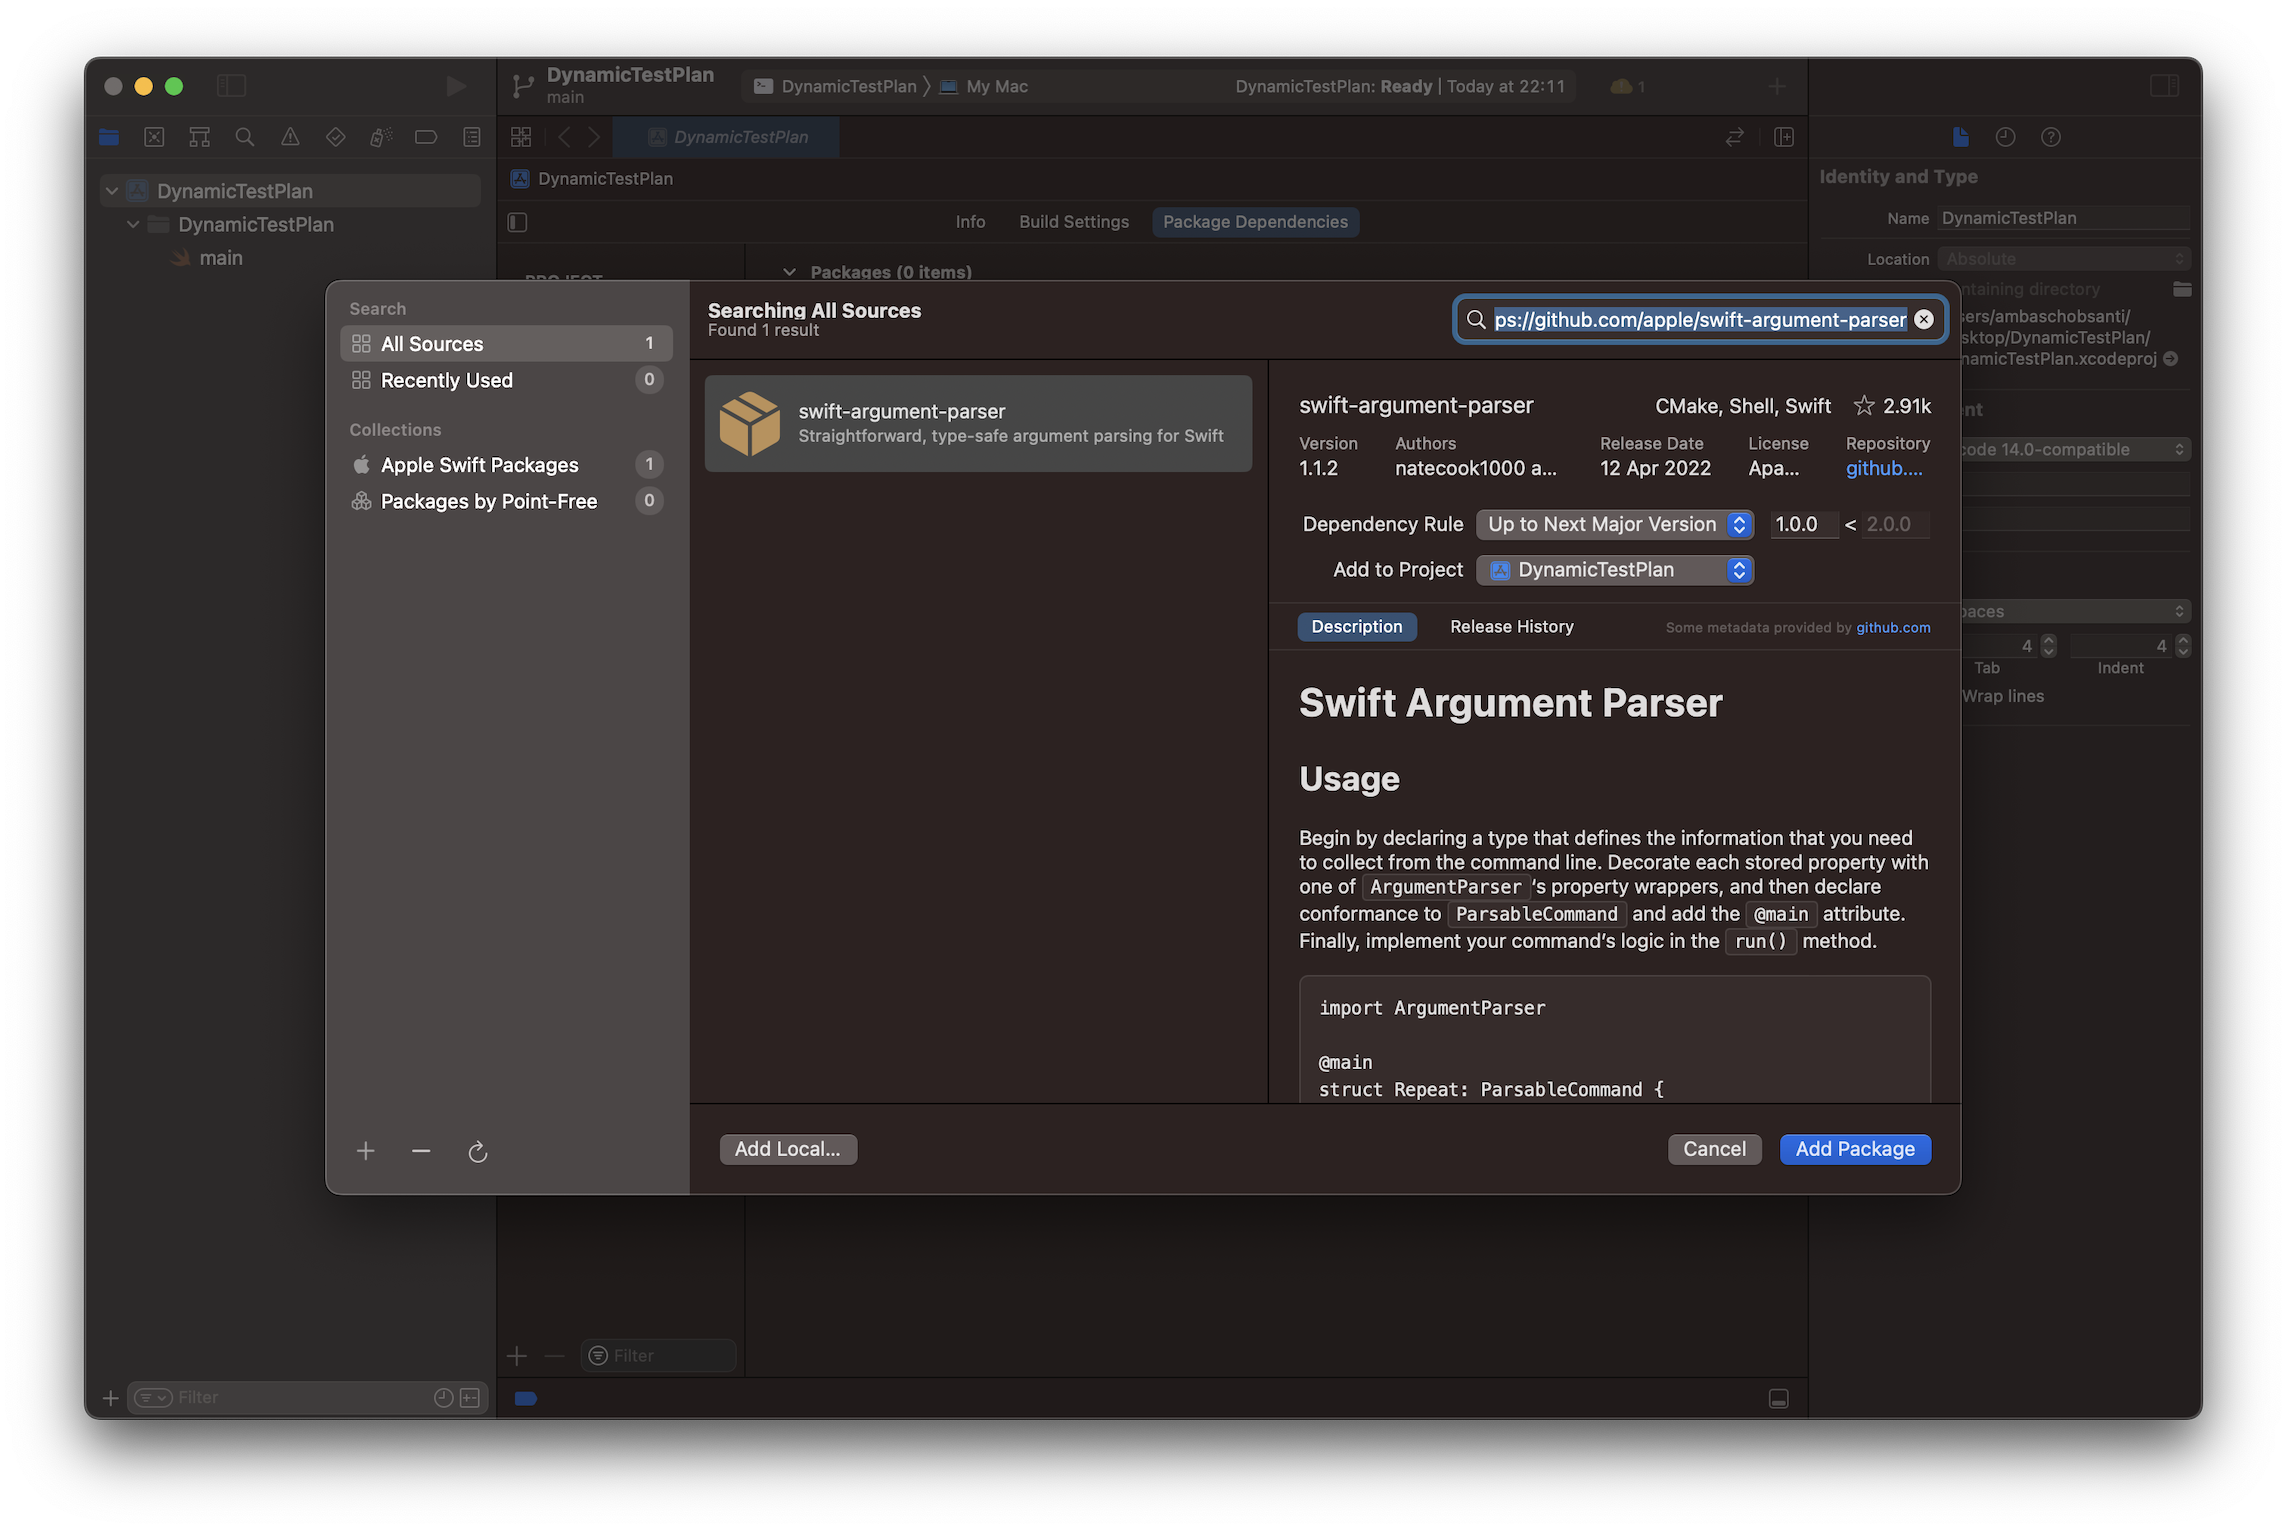 DynamicTestPlan
main
DynamicTestPlan
My Mac
DynamicTestPlan: Ready | Today at 22:11
1
DynamicTestPlan
DynamicTestPlan
DynamicTestPlan
DynamicTestPlan
main
Info
Build Settings
Package Dependencies
PROJECT
Packages (0 items)
Identity and Type
Name DynamicTestPlan
Location Absolute
ntaining directory
ers/ambaschobsanti/
sktop/DynamicTestPlan/
namicTestPlan.xcodeproj
nt
code 14.0-compatible
paces
4
4
Tab
Indent
Wrap lines
Search
All Sources 1
Recently Used 0
Collections
Apple Swift Packages 1
Packages by Point-Free 0
Searching All Sources
Found 1 result
ps://github.com/apple/swift-argument-parser
swift-argument-parser
Straightforward, type-safe argument parsing for Swift
swift-argument-parser
CMake, Shell, Swift
2.91k
Version Authors Release Date License Repository
1.1.2 natecook1000 a... 12 Apr 2022 Apa... github....
Dependency Rule Up to Next Major Version 1.0.0 < 2.0.0
Add to Project DynamicTestPlan
Description
Release History
Some metadata provided by github.com
Swift Argument Parser
Usage
Begin by declaring a type that defines the information that you need
to collect from the command line. Decorate each stored property with
one of ArgumentParser ‘s property wrappers, and then declare
conformance to ParsableCommand and add the @main attribute.
Finally, implement your command’s logic in the run() method.
import ArgumentParser
@main
struct Repeat: ParsableCommand {
Add Local...
Cancel
Add Package
Filter
Filter